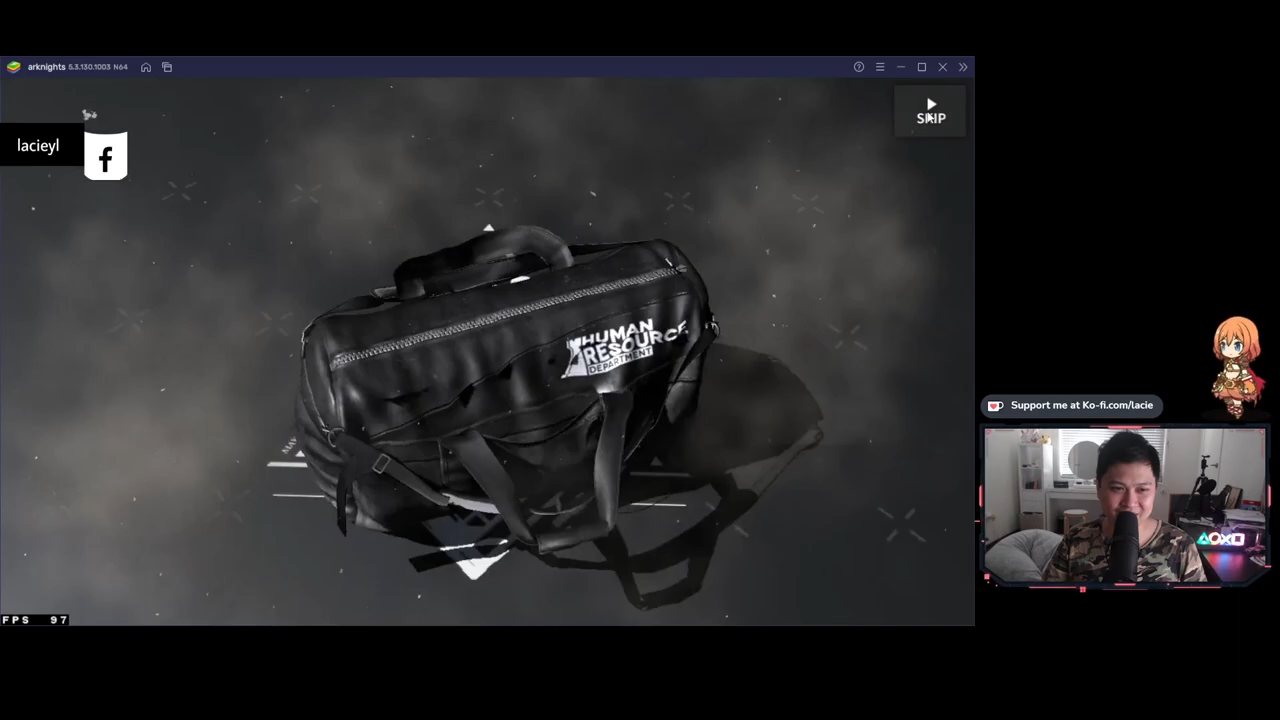 arknights 5.3.130.1003 N64
SKIP
lacieyl
f
HUMAN
RESOURCE
DEPARTMENT
Support me at Ko-fi.com/lacie
FPS 97